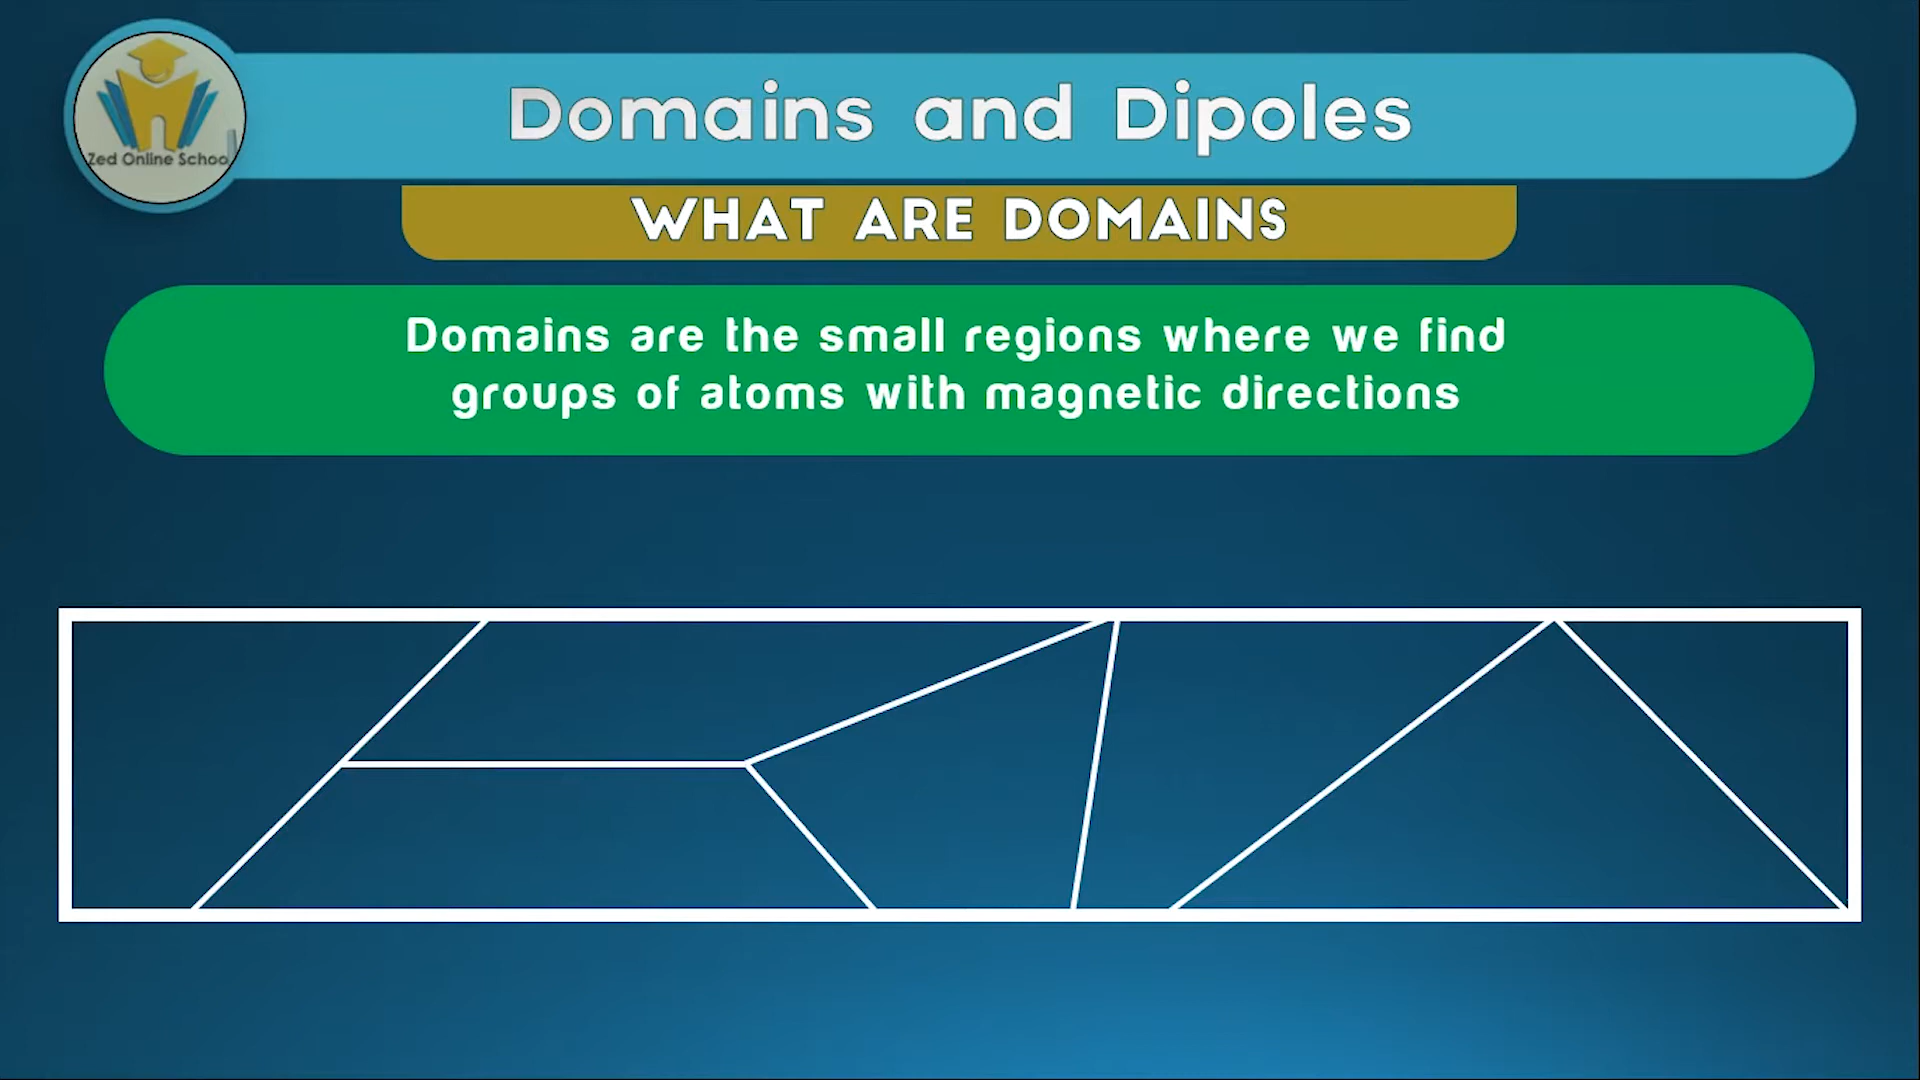 Domains and Dipoles
Zed Online School
WHAT ARE DOMAINS
Domains are the small regions where we find
groups of atoms with magnetic directions